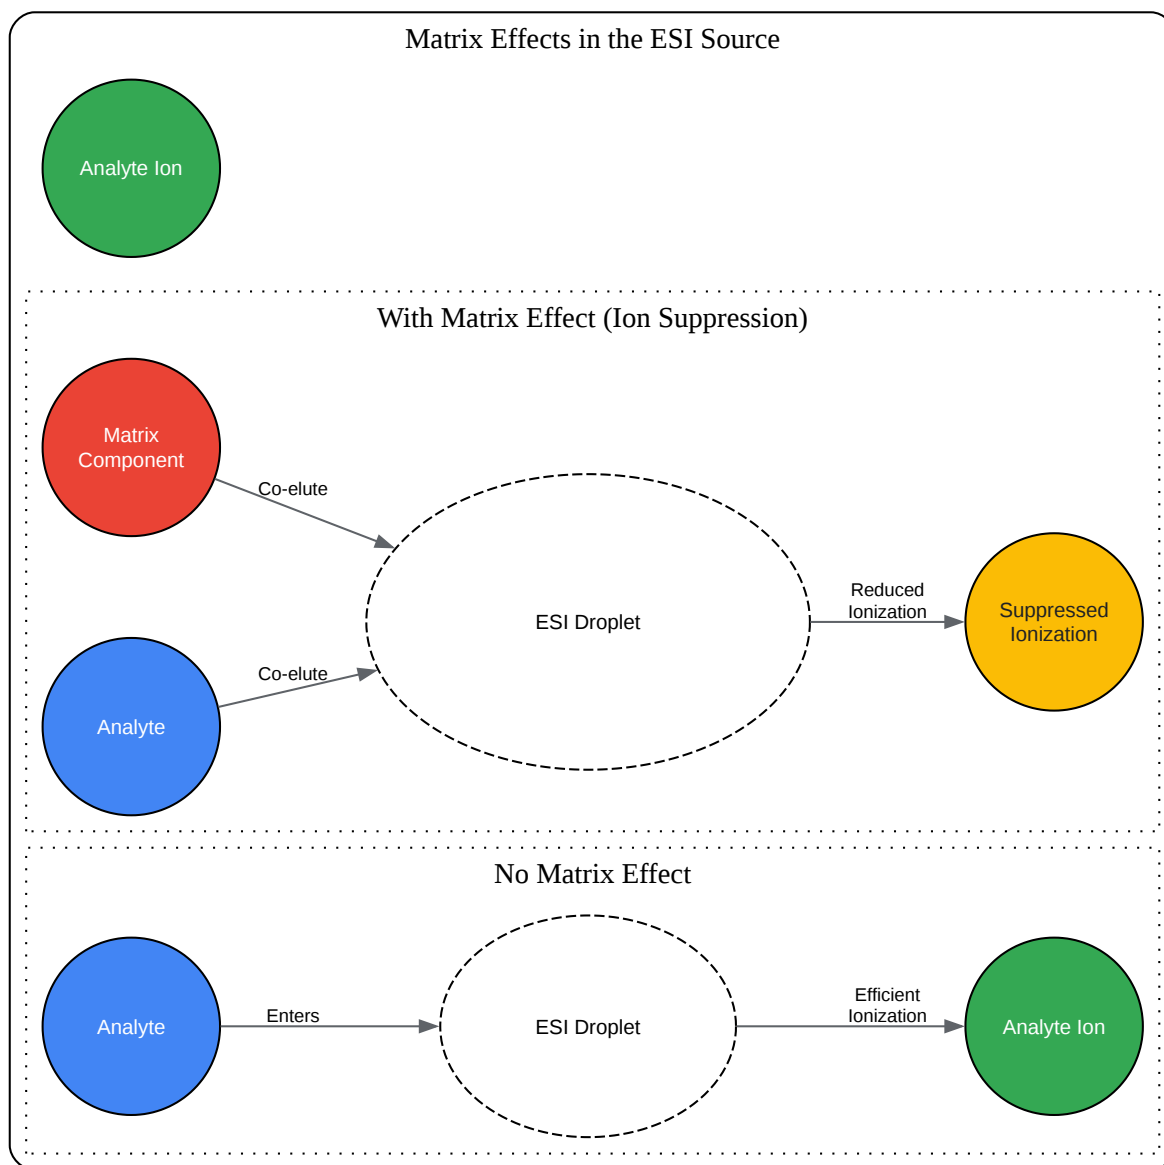 Matrix Effects in the ESI Source
Analyte Ion
With Matrix Effect (Ion Suppression)
Matrix
Component
Co-elute
ESI Droplet
Reduced
Ionization
Suppressed
Ionization
Co-elute
Analyte
No Matrix Effect
Analyte
Enters
ESI Droplet
Efficient
Ionization
Analyte Ion